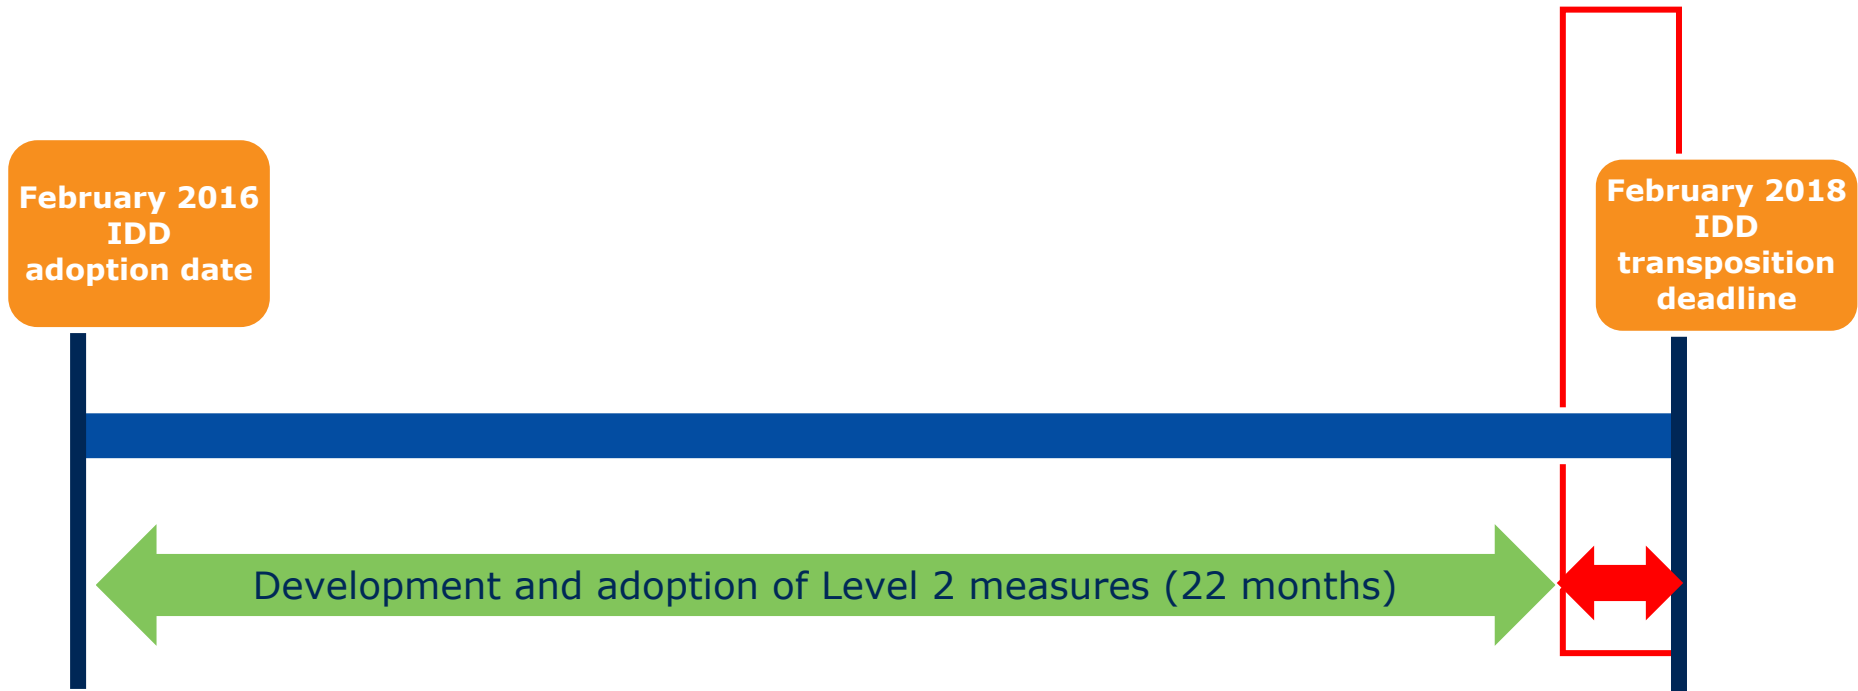 February 2016
IDD
adoption date
February 2018
IDD
transposition
deadline
Development and adoption of Level 2 measures (22 months)